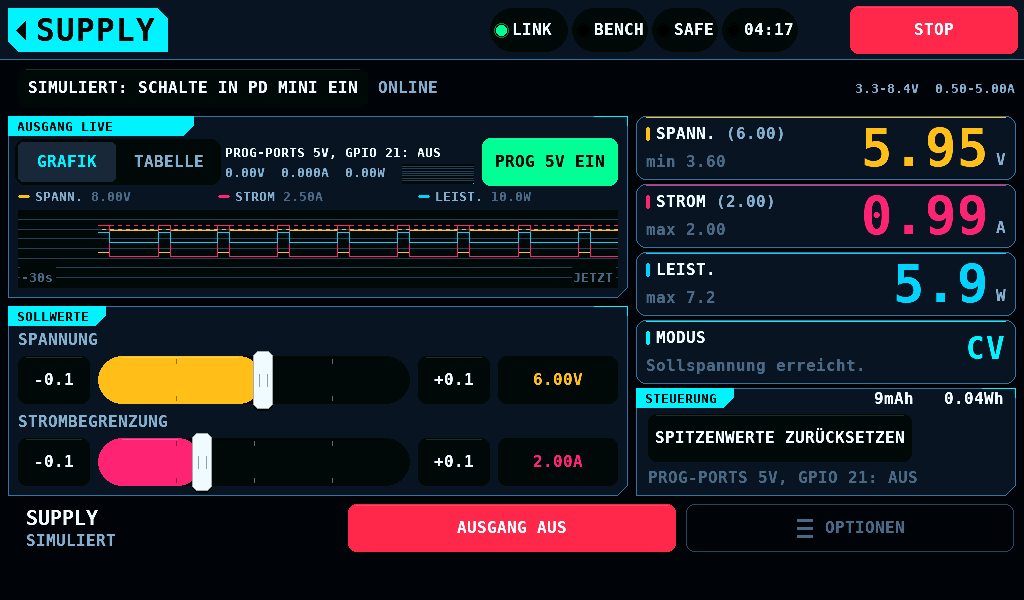 SUPPLY
LINK
BENCH
SAFE
04:17
STOP
SIMULIERT: SCHALTE IN PD MINI EIN
ONLINE
3.3-8.4V 0.50-5.00A
AUSGANG LIVE
GRAFIK
TABELLE
PROG-PORTS 5V, GPIO 21: AUS
0.00V 0.000A 0.00W
PROG 5V EIN
SPANN. 8.00V
STROM 2.50A
LEIST. 10.0W
-30s
JETZT
SPANN. (6.00)
min 3.60
5.95 V
STROM (2.00)
max 2.00
0.99 A
LEIST.
max 7.2
5.9 W
MODUS
Sollspannung erreicht.
CV
SOLLWERTE
SPANNUNG
-0.1
+0.1
6.00V
STROMBEGRENZUNG
-0.1
+0.1
2.00A
STEUERUNG
9mAh 0.04Wh
SPITZENWERTE ZURÜCKSETZEN
PROG-PORTS 5V, GPIO 21: AUS
SUPPLY
SIMULIERT
AUSGANG AUS
OPTIONEN